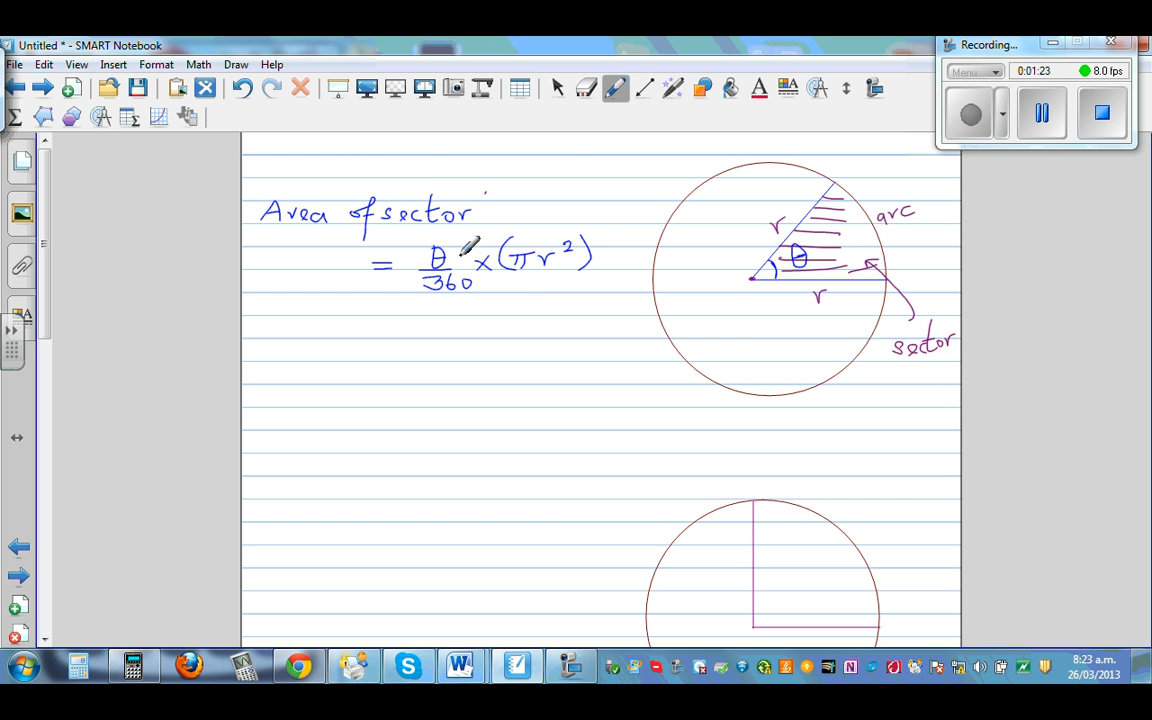 Untitled * - SMART Notebook
Recording...
File Edit View Insert Format Math Draw Help
Menu
0:01:23
8.0 fps
Area of sector
= θ/360 × (πr²)
r
θ
r
arc
sector
8:23 a.m.
26/03/2013